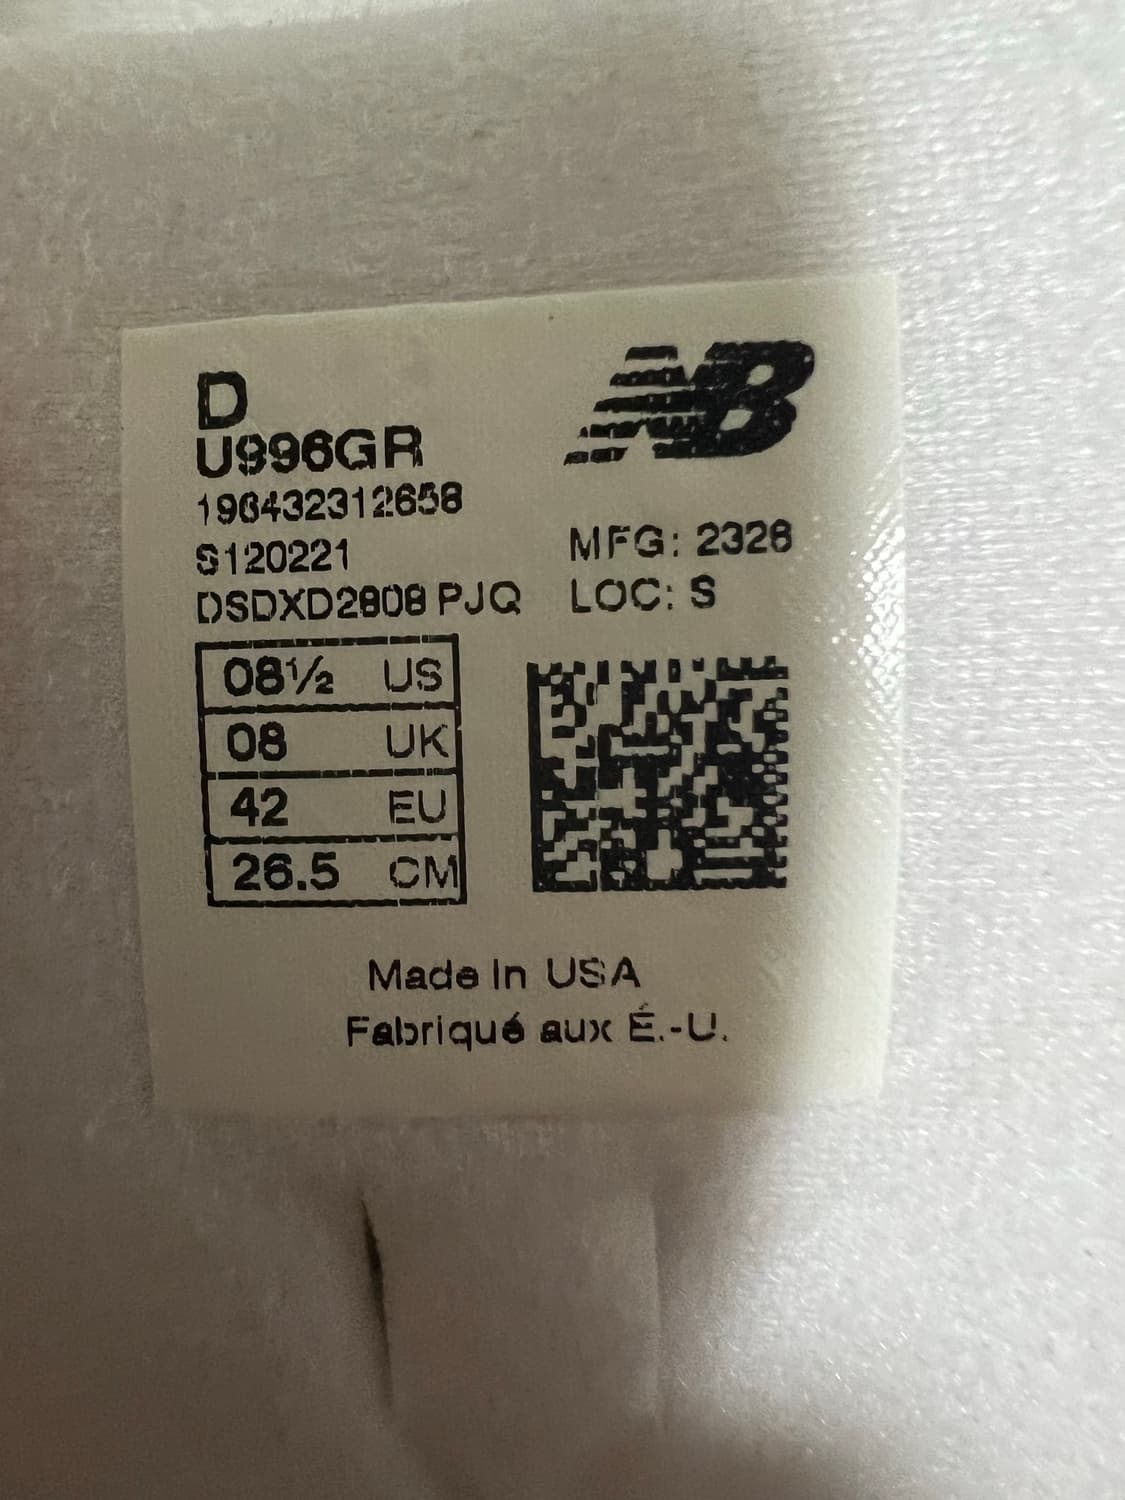 D
NB
U996GR
196432312658
S120221
MFG: 2328
DSDXD2808 PJQ
LOC: S
08½ US
08 UK
42 EU
26.5 CM
Made in USA
Fabriqué aux É.-U.